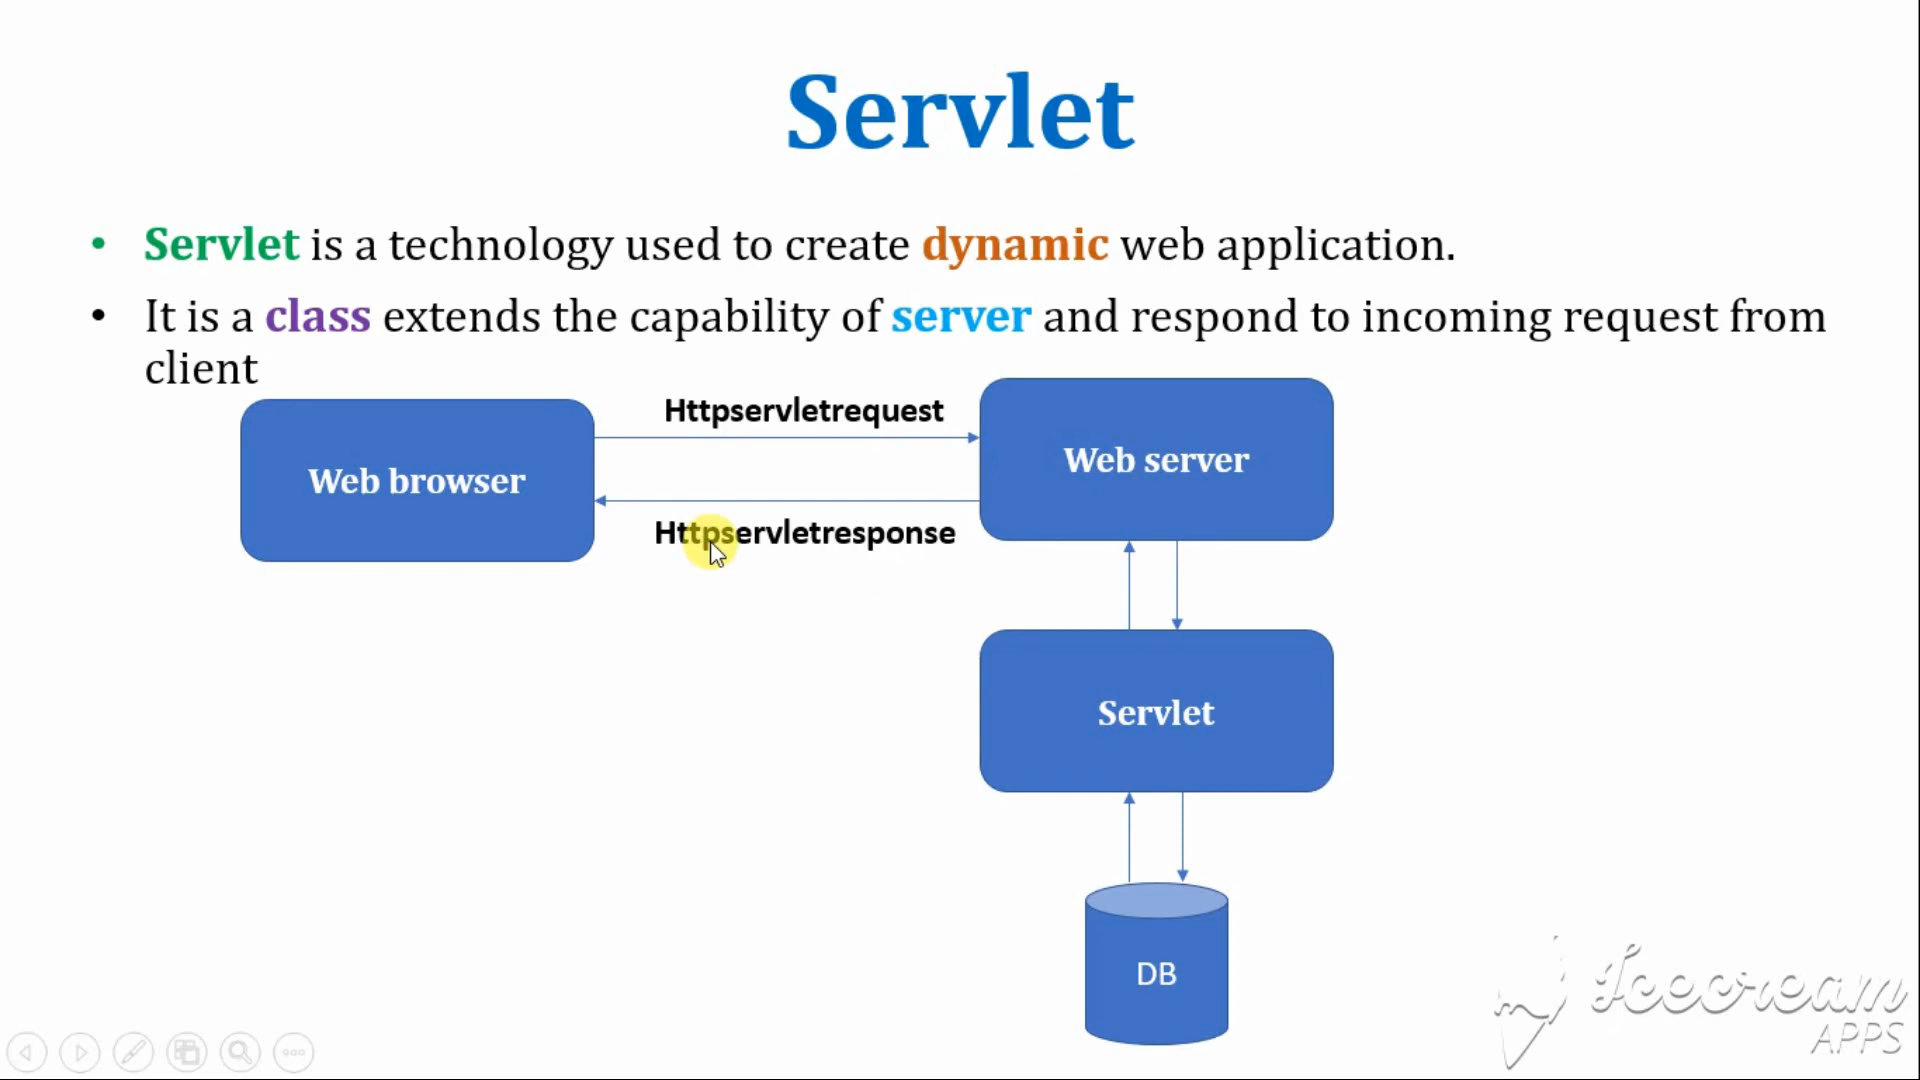 Servlet
• Servlet is a technology used to create dynamic web application.
• It is a class extends the capability of server and respond to incoming request from
client
Httpservletrequest
Web browser
Web server
Httpservletresponse
Servlet
DB
Icecream
APPS